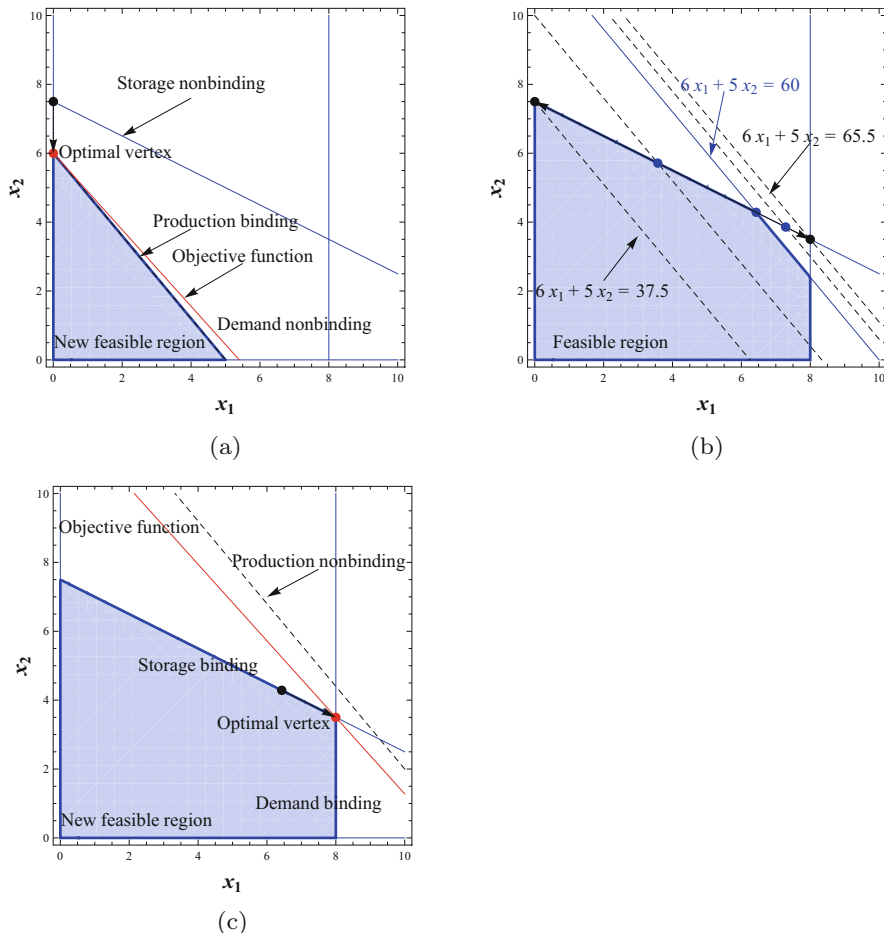 10
8
6
4
2
0
x2
Storage nonbinding
Optimal vertex
Production binding
Objective function
Demand nonbinding
New feasible region
0 2 4 6 8 10
x1
(a)
10
8
6
4
2
0
x2
6 x1 + 5 x2 = 60
6 x1 + 5 x2 = 65.5
6 x1 + 5 x2 = 37.5
Feasible region
0 2 4 6 8 10
x1
(b)
10
8
6
4
2
0
x2
Objective function
Production nonbinding
Storage binding
Optimal vertex
Demand binding
New feasible region
0 2 4 6 8 10
x1
(c)